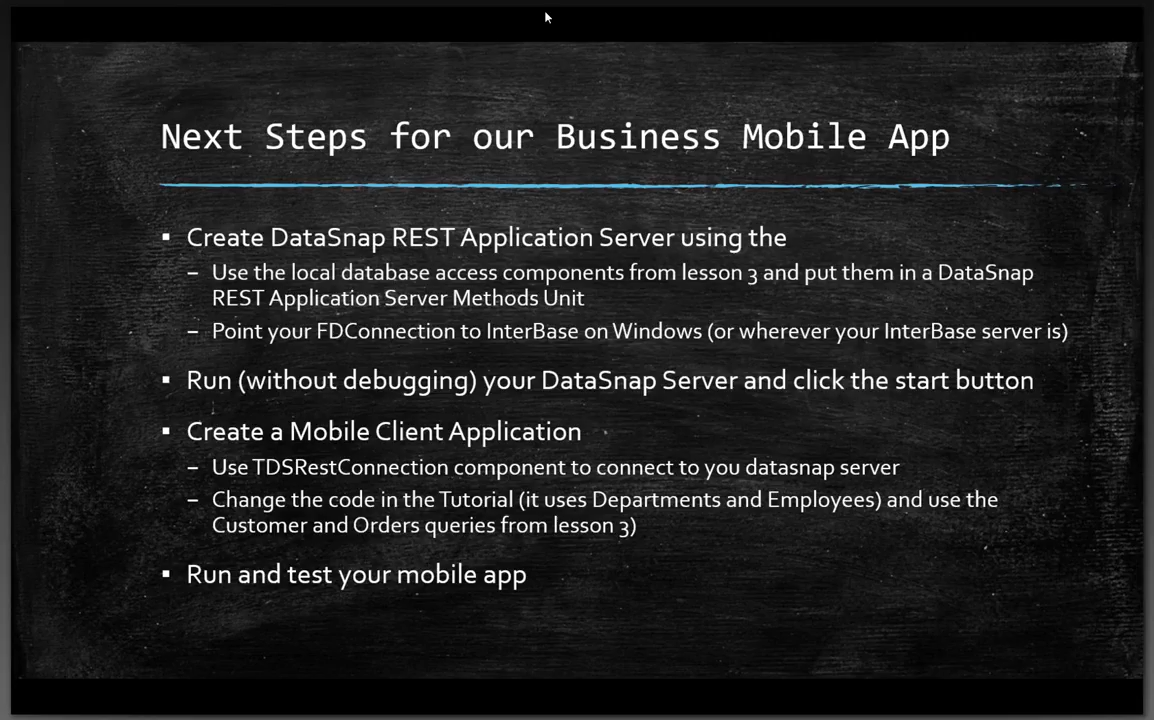 Next Steps for our Business Mobile App
▪ Create DataSnap REST Application Server using the
– Use the local database access components from lesson 3 and put them in a DataSnap
REST Application Server Methods Unit
– Point your FDConnection to InterBase on Windows (or wherever your InterBase server is)
▪ Run (without debugging) your DataSnap Server and click the start button
▪ Create a Mobile Client Application
– Use TDSRestConnection component to connect to you datasnap server
– Change the code in the Tutorial (it uses Departments and Employees) and use the
Customer and Orders queries from lesson 3)
▪ Run and test your mobile app